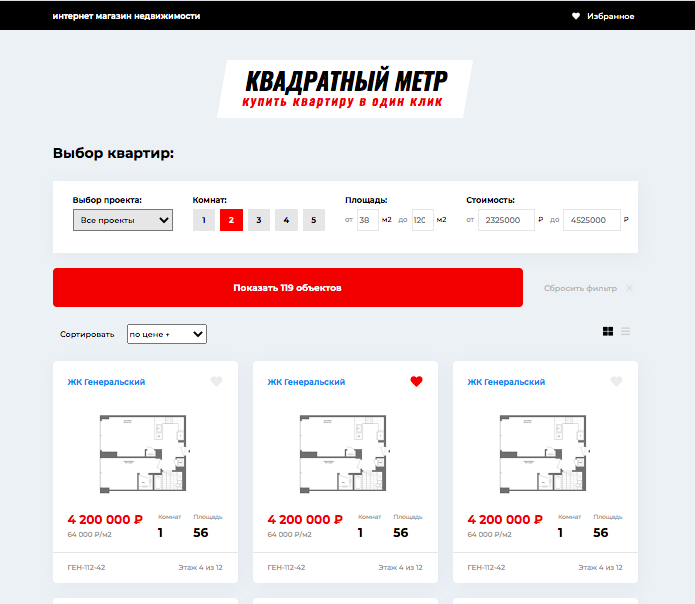 интернет магазин недвижимости
Избранное
КВАДРАТНЫЙ МЕТР
купить квартиру в один клик
Выбор квартир:
Выбор проекта: Комнат: Площадь: Стоимость:
Все проекты 1 2 3 4 5 от 38 м2 до 120 м2 от 2325000 ₽ до 4525000 ₽
Показать 119 объектов
Сбросить фильтр ×
Сортировать по цене +
ЖК Генеральский ЖК Генеральский ЖК Генеральский
4 200 000 ₽ Комнат Площадь 4 200 000 ₽ Комнат Площадь 4 200 000 ₽ Комнат Площадь
64 000 ₽/м2 1 56 64 000 ₽/м2 1 56 64 000 ₽/м2 1 56
ГЕН-112-42 Этаж 4 из 12 ГЕН-112-42 Этаж 4 из 12 ГЕН-112-42 Этаж 4 из 12